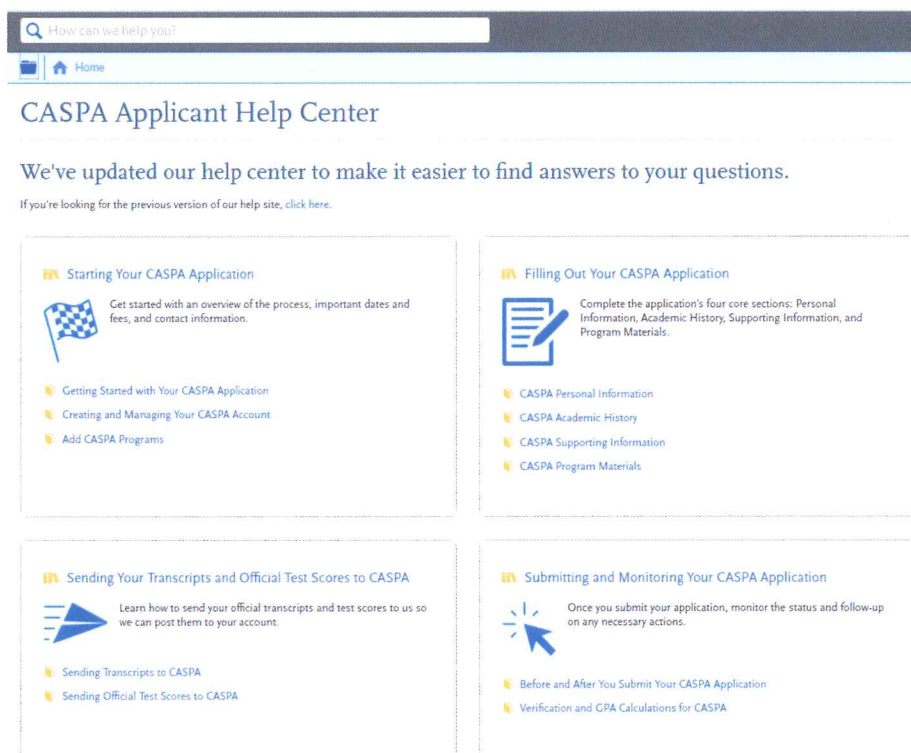 How can we help you?
Home
CASPA Applicant Help Center
We've updated our help center to make it easier to find answers to your questions.
If you're looking for the previous version of our help site, click here.
Starting Your CASPA Application
Get started with an overview of the process, important dates and
fees, and contact information.
Getting Started with Your CASPA Application
Creating and Managing Your CASPA Account
Add CASPA Programs
Filling Out Your CASPA Application
Complete the application's four core sections: Personal
Information, Academic History, Supporting Information, and
Program Materials.
CASPA Personal Information
CASPA Academic History
CASPA Supporting Information
CASPA Program Materials
Sending Your Transcripts and Official Test Scores to CASPA
Learn how to send your official transcripts and test scores to us so
we can post them to your account.
Sending Transcripts to CASPA
Sending Official Test Scores to CASPA
Submitting and Monitoring Your CASPA Application
Once you submit your application, monitor the status and follow-up
on any necessary actions.
Before and After You Submit Your CASPA Application
Verification and GPA Calculations for CASPA